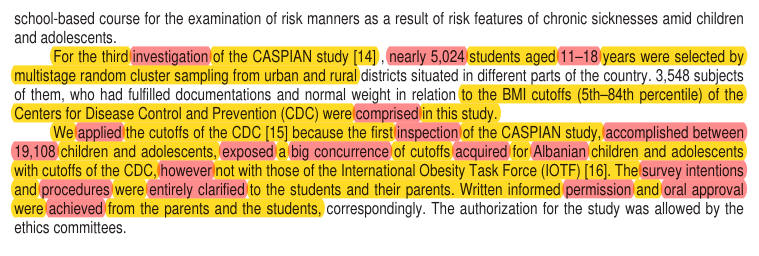 school-based course for the examination of risk manners as a result of risk features of chronic sicknesses amid children
and adolescents.
For the third investigation of the CASPIAN study [14] , nearly 5,024 students aged 11–18 years were selected by
multistage random cluster sampling from urban and rural districts situated in different parts of the country. 3,548 subjects
of them, who had fulfilled documentations and normal weight in relation to the BMI cutoffs (5th–84th percentile) of the
Centers for Disease Control and Prevention (CDC) were comprised in this study.
We applied the cutoffs of the CDC [15] because the first inspection of the CASPIAN study, accomplished between
19,108 children and adolescents, exposed a big concurrence of cutoffs acquired for Albanian children and adolescents
with cutoffs of the CDC, however not with those of the International Obesity Task Force (IOTF) [16]. The survey intentions
and procedures were entirely clarified to the students and their parents. Written informed permission and oral approval
were achieved from the parents and the students, correspondingly. The authorization for the study was allowed by the
ethics committees.